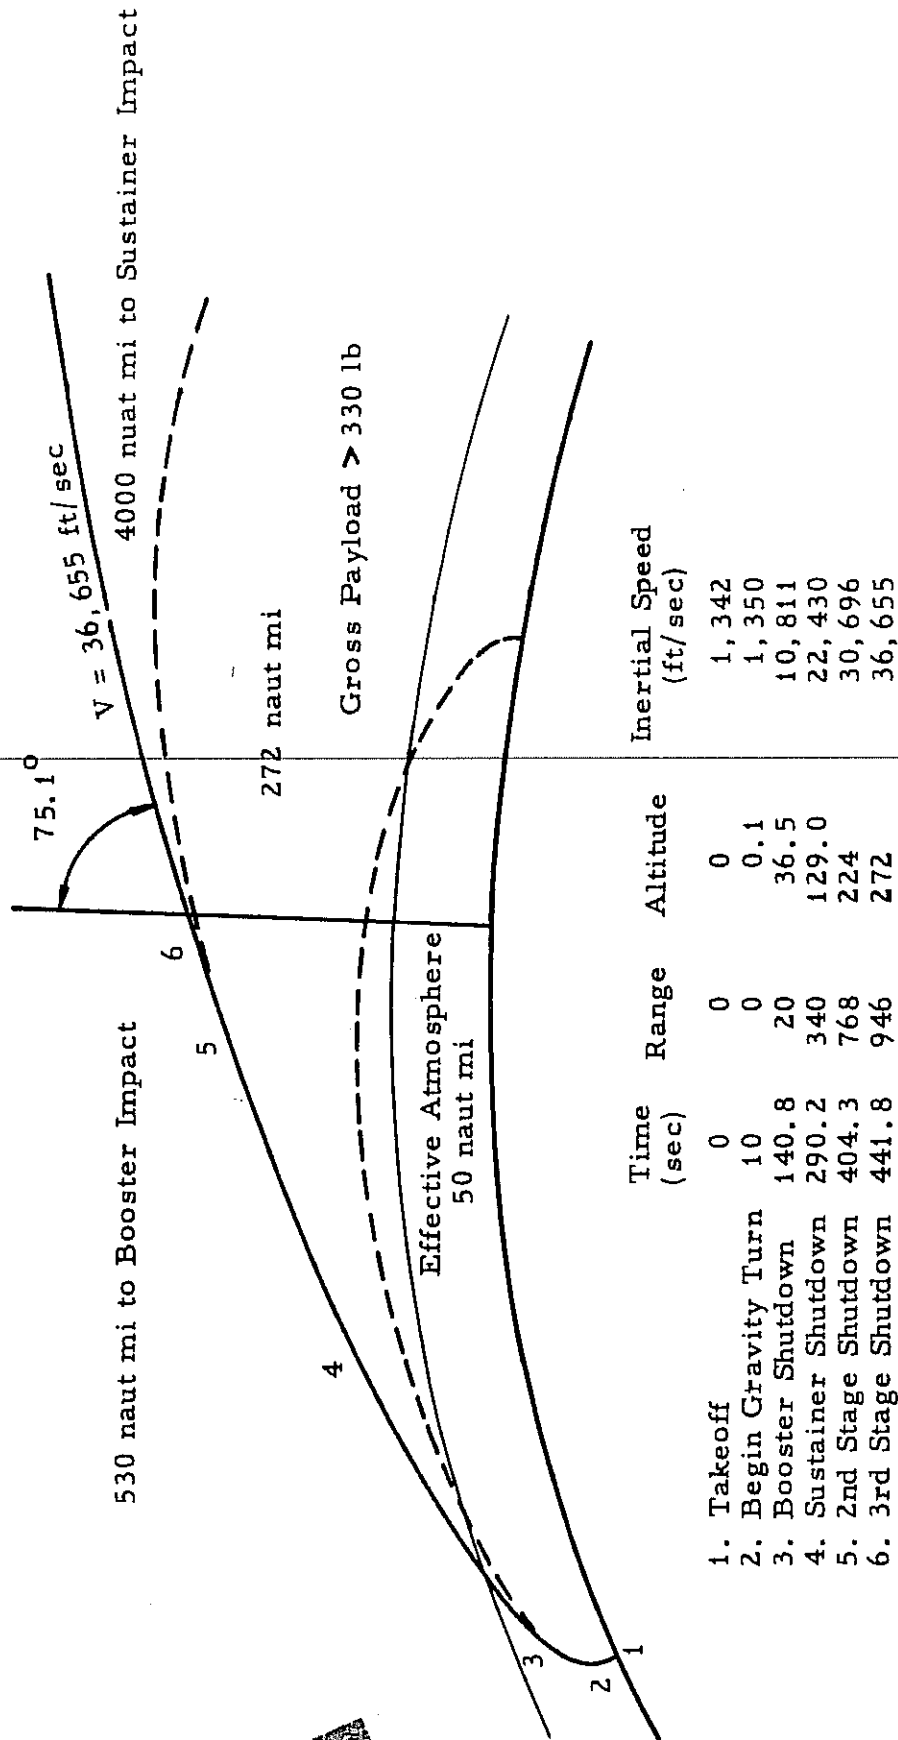 530 naut mi to Booster Impact
75.1°
V = 36,655 ft/sec
4000 nuat mi to Sustainer Impact
272 naut mi
Gross Payload > 330 lb
Effective Atmosphere
50 naut mi
6
5
4
3
2
1
Time (sec) Range Altitude Inertial Speed (ft/sec)
1. Takeoff 0 0 0 1,342
2. Begin Gravity Turn 10 0 0.1 1,350
3. Booster Shutdown 140.8 20 36.5 10,811
4. Sustainer Shutdown 290.2 340 129.0 22,430
5. 2nd Stage Shutdown 404.3 768 224 30,696
6. 3rd Stage Shutdown 441.8 946 272 36,655